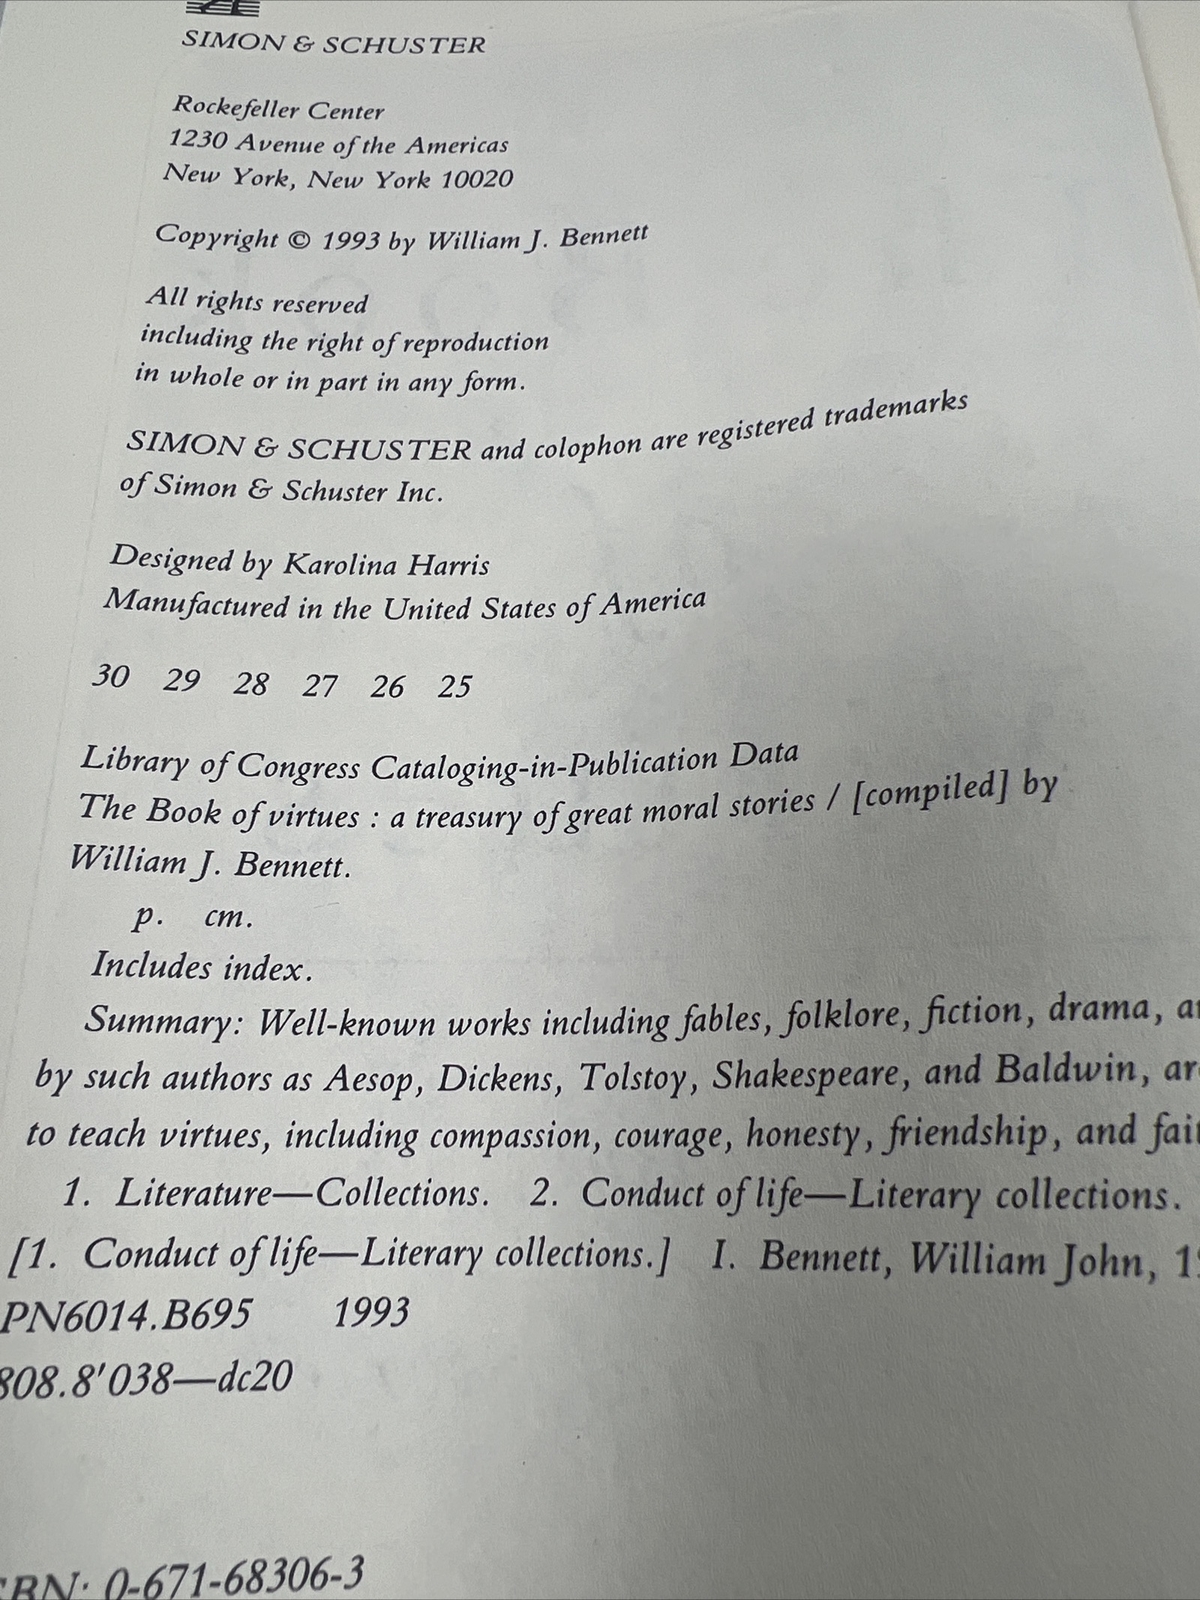 SIMON & SCHUSTER
Rockefeller Center
1230 Avenue of the Americas
New York, New York 10020
Copyright © 1993 by William J. Bennett
All rights reserved
including the right of reproduction
in whole or in part in any form.
SIMON & SCHUSTER and colophon are registered trademarks
of Simon & Schuster Inc.
Designed by Karolina Harris
Manufactured in the United States of America
30 29 28 27 26 25
Library of Congress Cataloging-in-Publication Data
The Book of virtues : a treasury of great moral stories / [compiled] by
William J. Bennett.
p. cm.
Includes index.
Summary: Well-known works including fables, folklore, fiction, drama,
by such authors as Aesop, Dickens, Tolstoy, Shakespeare, and Baldwin,
to teach virtues, including compassion, courage, honesty, friendship, and
1. Literature—Collections. 2. Conduct of life—Literary collections.
[1. Conduct of life—Literary collections.] I. Bennett, William John,
PN6014.B695 1993
808.8'038—dc20
0-671-68306-3